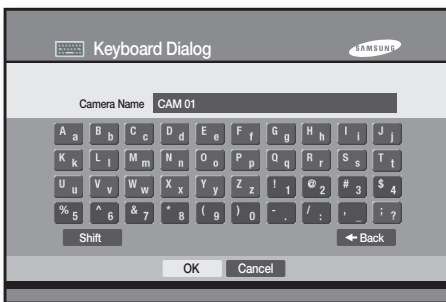 Keyboard Dialog
SAMSUNG
Camera Name CAM 01
A a B b C c D d E e F f G g H h I i J j
K k L l M m N n O o P p Q q R r S s T t
U u V v W w X x Y y Z z ! 1 @ 2 # 3 $ 4
% 5 ^ 6 & 7 * 8 ( 9 ) 0 - . / : ' _ ; ?
Shift Back
OK Cancel